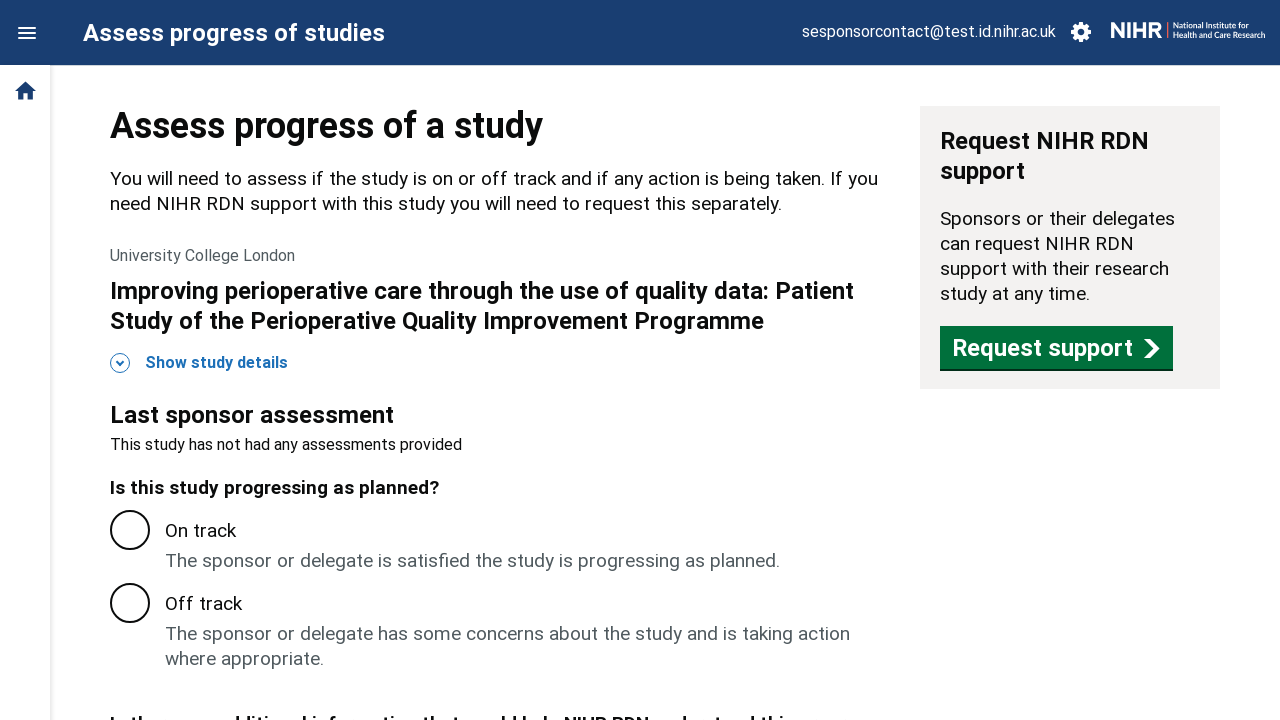 Assess progress of studies
sesponsorcontact@test.id.nihr.ac.uk
NIHR | National Institute for
Health and Care Research
Assess progress of a study
You will need to assess if the study is on or off track and if any action is being taken. If you
need NIHR RDN support with this study you will need to request this separately.
University College London
Improving perioperative care through the use of quality data: Patient
Study of the Perioperative Quality Improvement Programme
Show study details
Last sponsor assessment
This study has not had any assessments provided
Is this study progressing as planned?
On track
The sponsor or delegate is satisfied the study is progressing as planned.
Off track
The sponsor or delegate has some concerns about the study and is taking action
where appropriate.
Request NIHR RDN
support
Sponsors or their delegates
can request NIHR RDN
support with their research
study at any time.
Request support